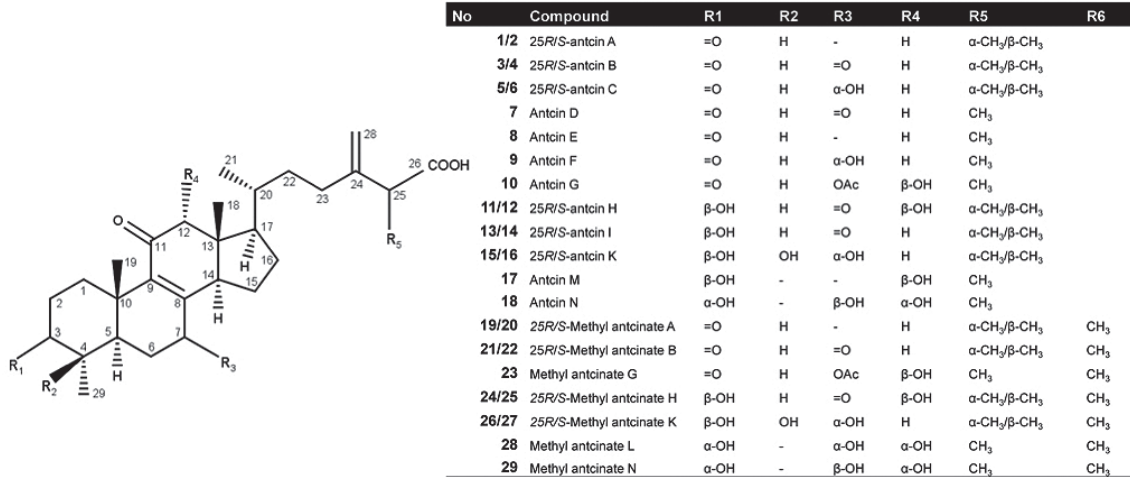 28
21
26
COOH
R4
22
24
20
23
25
18
O
12
17
R5
11
13
H
16
19
14
15
1
9
8
H
2
10
3
5
7
4
6
R1
H
R3
R2
29
No Compound R1 R2 R3 R4 R5 R6
1/2 25R/S-antcin A =O H - H α-CH3/β-CH3
3/4 25R/S-antcin B =O H =O H α-CH3/β-CH3
5/6 25R/S-antcin C =O H α-OH H α-CH3/β-CH3
7 Antcin D =O H =O H CH3
8 Antcin E =O H - H CH3
9 Antcin F =O H α-OH H CH3
10 Antcin G =O H OAc β-OH CH3
11/12 25R/S-antcin H β-OH H =O β-OH α-CH3/β-CH3
13/14 25R/S-antcin I β-OH H =O H α-CH3/β-CH3
15/16 25R/S-antcin K β-OH OH α-OH H α-CH3/β-CH3
17 Antcin M β-OH - - β-OH CH3
18 Antcin N α-OH - β-OH α-OH CH3
19/20 25R/S-Methyl antcinate A =O H - H α-CH3/β-CH3 CH3
21/22 25R/S-Methyl antcinate B =O H =O H α-CH3/β-CH3 CH3
23 Methyl antcinate G =O H OAc β-OH CH3 CH3
24/25 25R/S-Methyl antcinate H β-OH H =O β-OH α-CH3/β-CH3 CH3
26/27 25R/S-Methyl antcinate K β-OH OH α-OH H α-CH3/β-CH3 CH3
28 Methyl antcinate L α-OH - α-OH α-OH CH3 CH3
29 Methyl antcinate N α-OH - β-OH α-OH CH3 CH3